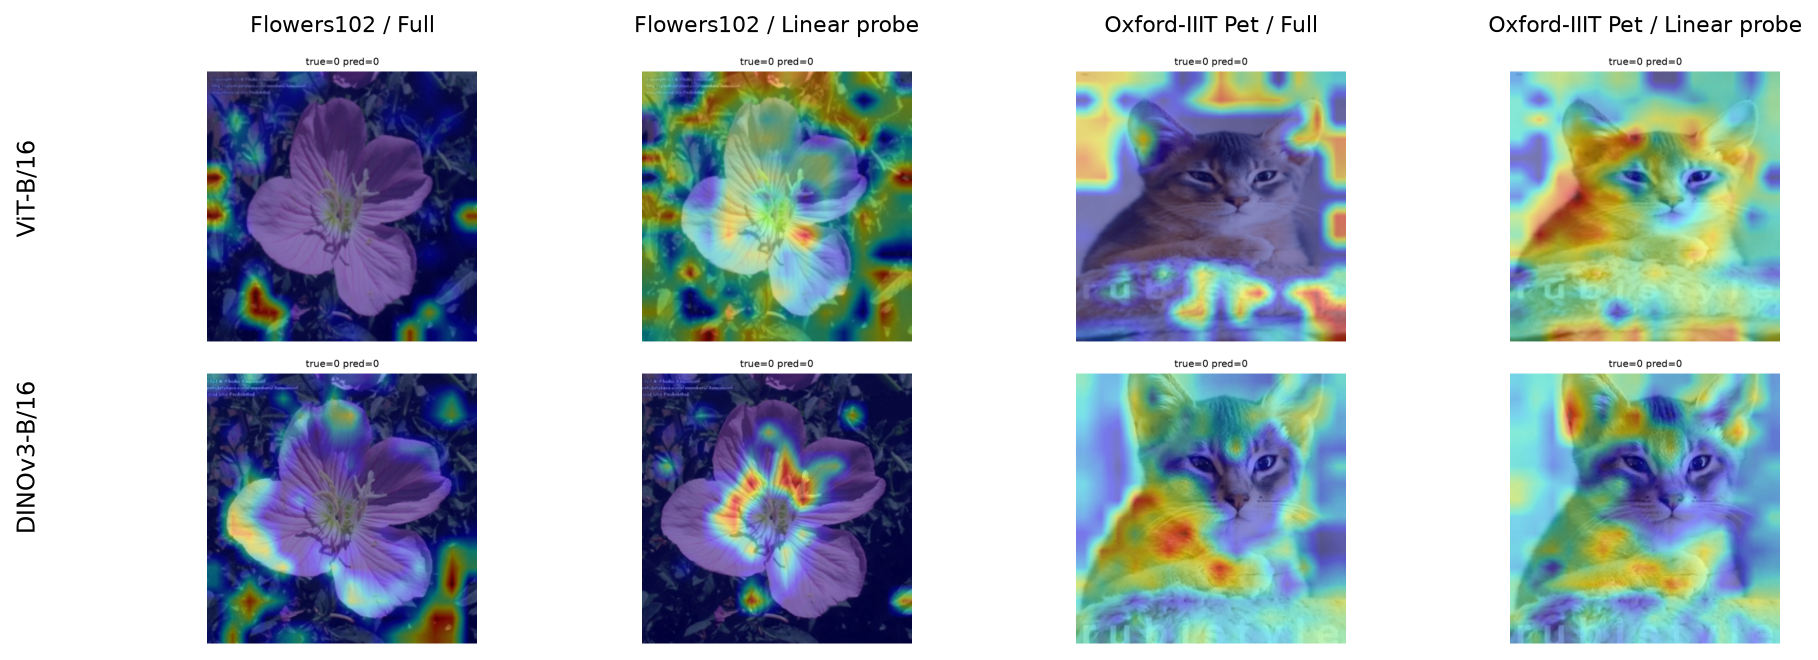 Flowers102 / Full
Flowers102 / Linear probe
Oxford-IIIT Pet / Full
Oxford-IIIT Pet / Linear probe
ViT-B/16
true=0 pred=0
true=0 pred=0
true=0 pred=0
true=0 pred=0
DINOv3-B/16
true=0 pred=0
true=0 pred=0
true=0 pred=0
true=0 pred=0